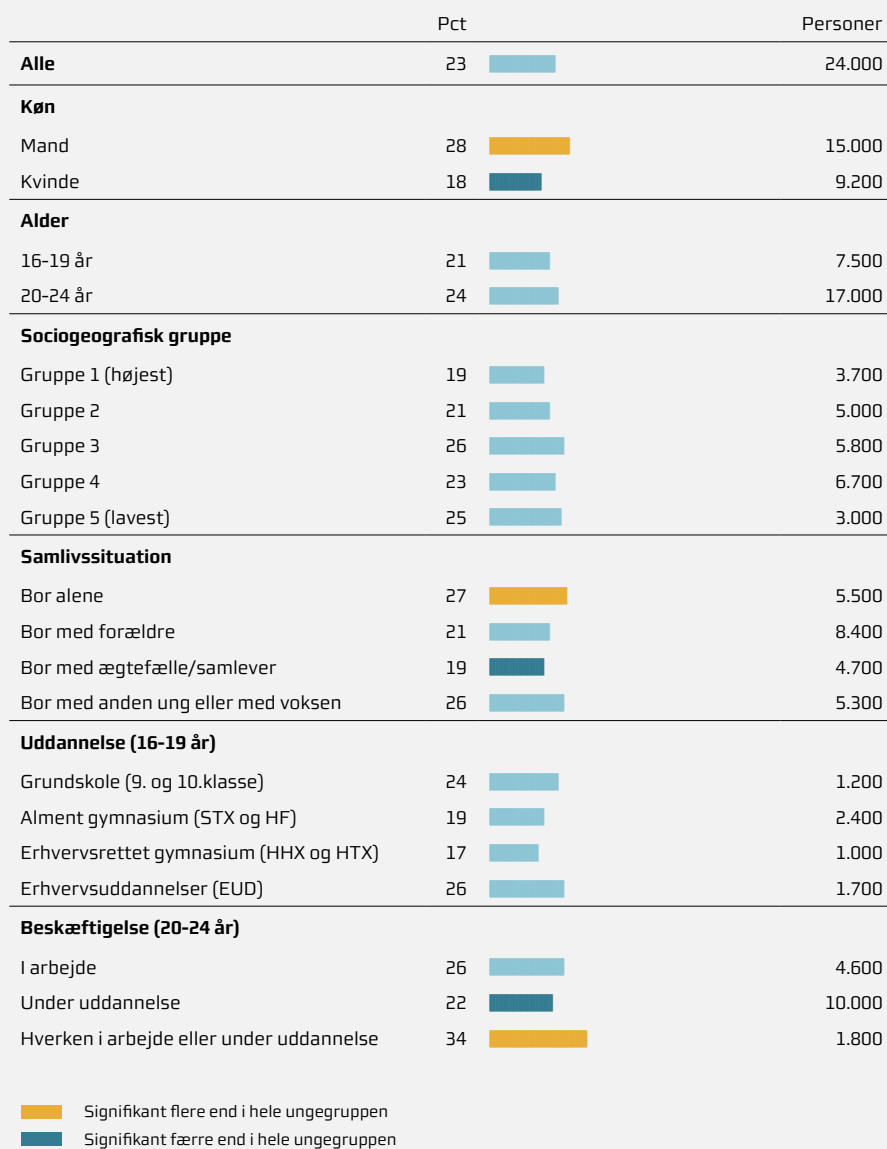 Pct Personer
Alle 23 24.000
Køn
Mand 28 15.000
Kvinde 18 9.200
Alder
16-19 år 21 7.500
20-24 år 24 17.000
Sociogeografisk gruppe
Gruppe 1 (højest) 19 3.700
Gruppe 2 21 5.000
Gruppe 3 26 5.800
Gruppe 4 23 6.700
Gruppe 5 (lavest) 25 3.000
Samlivssituation
Bor alene 27 5.500
Bor med forældre 21 8.400
Bor med ægtefælle/samlever 19 4.700
Bor med anden ung eller med voksen 26 5.300
Uddannelse (16-19 år)
Grundskole (9. og 10.klasse) 24 1.200
Alment gymnasium (STX og HF) 19 2.400
Erhvervsrettet gymnasium (HHX og HTX) 17 1.000
Erhvervsuddannelser (EUD) 26 1.700
Beskæftigelse (20-24 år)
I arbejde 26 4.600
Under uddannelse 22 10.000
Hverken i arbejde eller under uddannelse 34 1.800
Signifikant flere end i hele ungegruppen
Signifikant færre end i hele ungegruppen